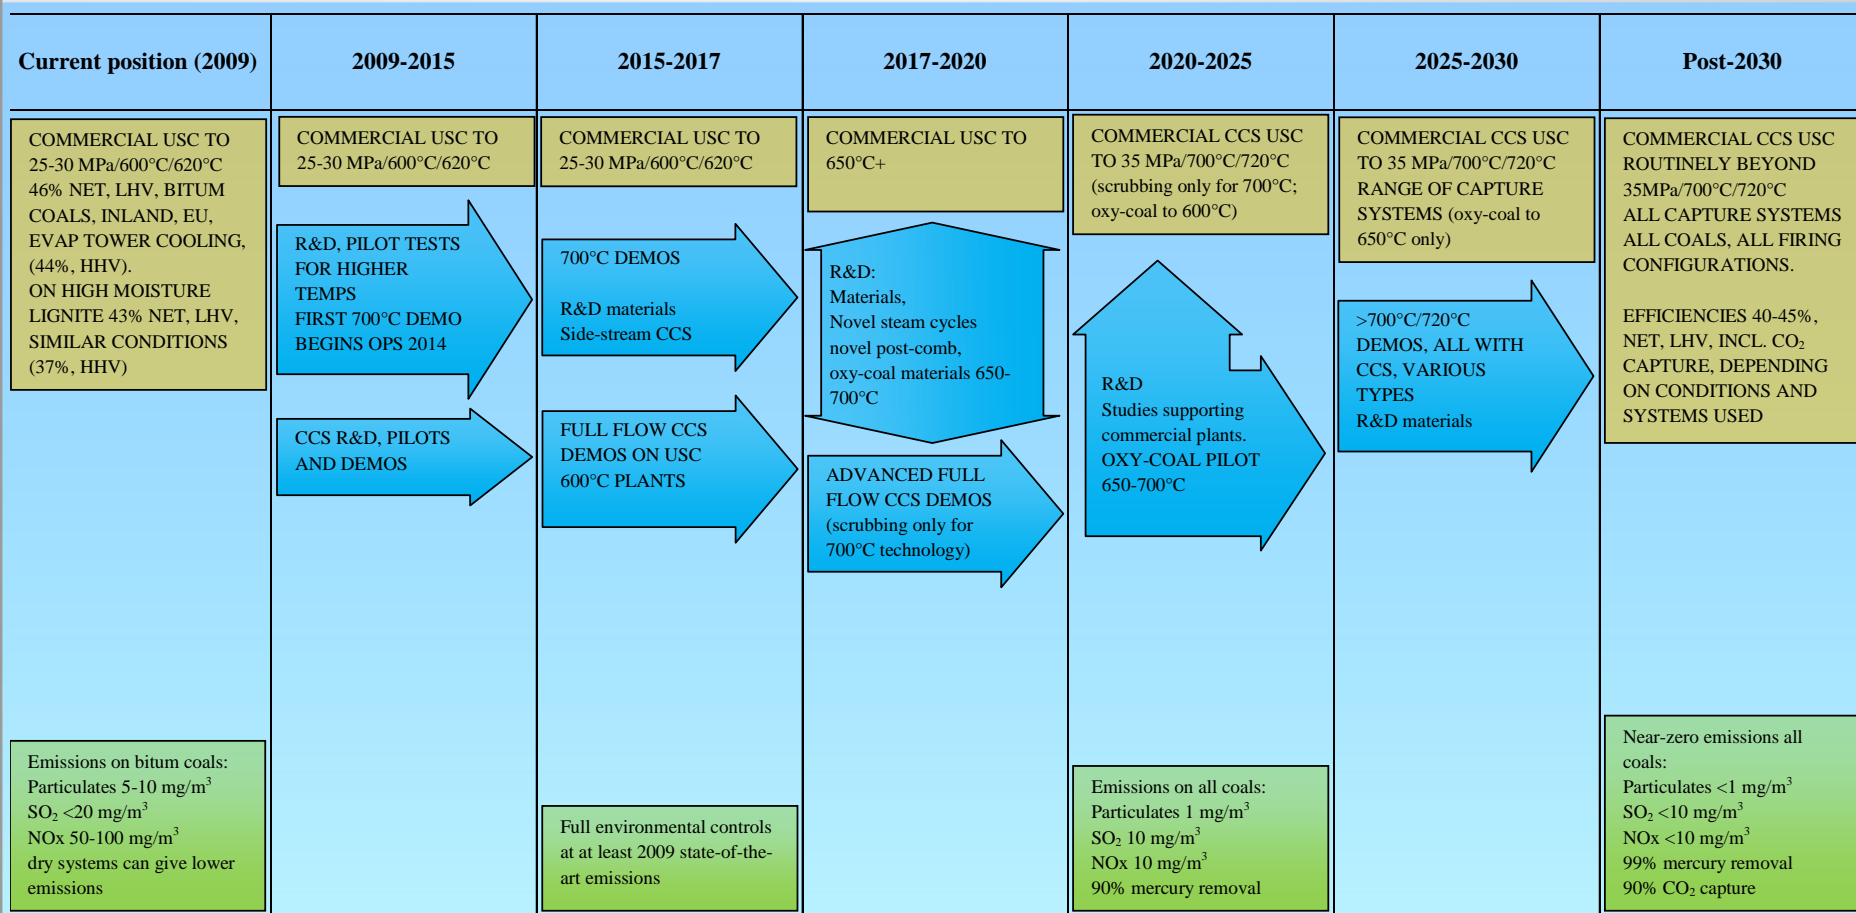 Current position (2009)
2009-2015
2015-2017
2017-2020
2020-2025
2025-2030
Post-2030
COMMERCIAL USC TO
25-30 MPa/600°C/620°C
46% NET, LHV, BITUM
COALS, INLAND, EU,
EVAP TOWER COOLING,
(44%, HHV).
ON HIGH MOISTURE
LIGNITE 43% NET, LHV,
SIMILAR CONDITIONS
(37%, HHV)
COMMERCIAL USC TO
25-30 MPa/600°C/620°C
COMMERCIAL USC TO
25-30 MPa/600°C/620°C
COMMERCIAL USC TO
650°C+
COMMERCIAL CCS USC
TO 35 MPa/700°C/720°C
(scrubbing only for 700°C;
oxy-coal to 600°C)
COMMERCIAL CCS USC
TO 35 MPa/700°C/720°C
RANGE OF CAPTURE
SYSTEMS (oxy-coal to
650°C only)
COMMERCIAL CCS USC
ROUTINELY BEYOND
35MPa/700°C/720°C
ALL CAPTURE SYSTEMS
ALL COALS, ALL FIRING
CONFIGURATIONS.
EFFICIENCIES 40-45%,
NET, LHV, INCL. CO₂
CAPTURE, DEPENDING
ON CONDITIONS AND
SYSTEMS USED
R&D, PILOT TESTS
FOR HIGHER
TEMPS
FIRST 700°C DEMO
BEGINS OPS 2014
700°C DEMOS
R&D materials
Side-stream CCS
R&D:
Materials,
Novel steam cycles
novel post-comb,
oxy-coal materials 650-
700°C
R&D
Studies supporting
commercial plants.
OXY-COAL PILOT
650-700°C
>700°C/720°C
DEMOS, ALL WITH
CCS, VARIOUS
TYPES
R&D materials
CCS R&D, PILOTS
AND DEMOS
FULL FLOW CCS
DEMOS ON USC
600°C PLANTS
ADVANCED FULL
FLOW CCS DEMOS
(scrubbing only for
700°C technology)
Emissions on bitum coals:
Particulates 5-10 mg/m³
SO₂ <20 mg/m³
NOx 50-100 mg/m³
dry systems can give lower
emissions
Full environmental controls
at at least 2009 state-of-the-
art emissions
Emissions on all coals:
Particulates 1 mg/m³
SO₂ 10 mg/m³
NOx 10 mg/m³
90% mercury removal
Near-zero emissions all
coals:
Particulates <1 mg/m³
SO₂ <10 mg/m³
NOx <10 mg/m³
99% mercury removal
90% CO₂ capture